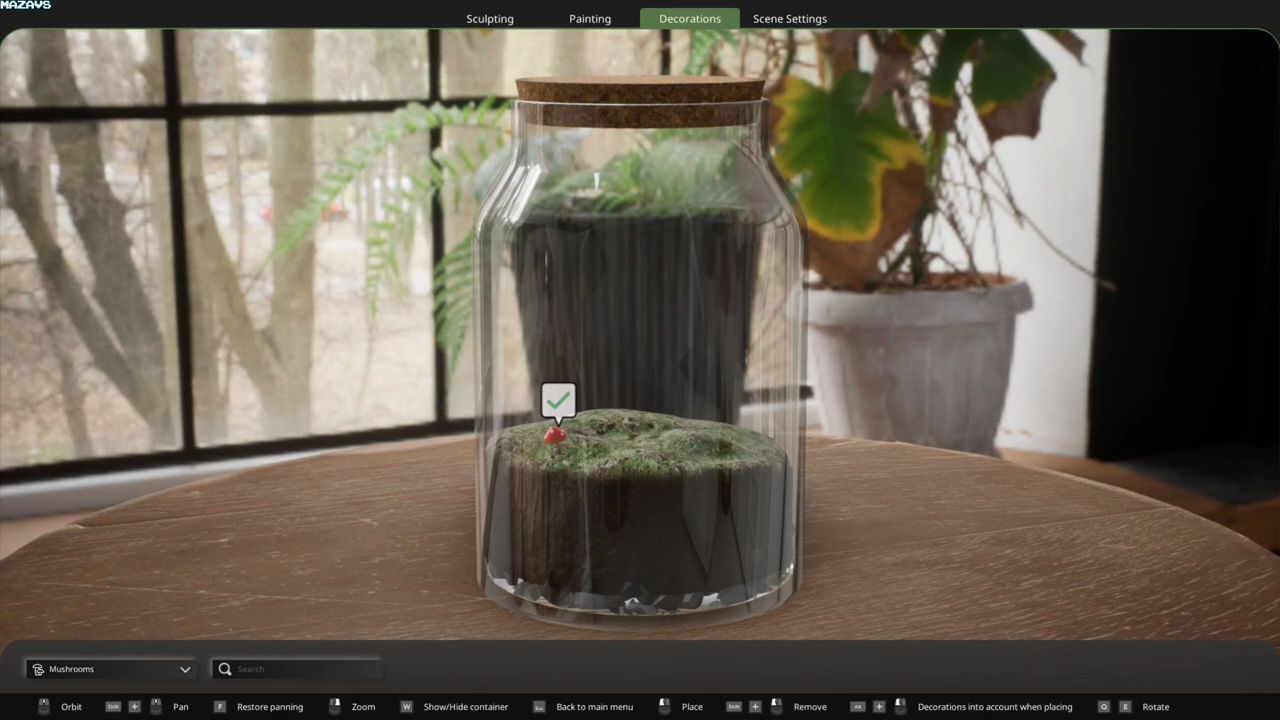 MAZAVS
Sculpting
Painting
Decorations
Scene Settings
Mushrooms
Search
Orbit
Shift + Pan
F Restore panning
Zoom
W Show/Hide container
Esc Back to main menu
Place
Shift + Remove
Alt + Decorations into account when placing
Q E Rotate